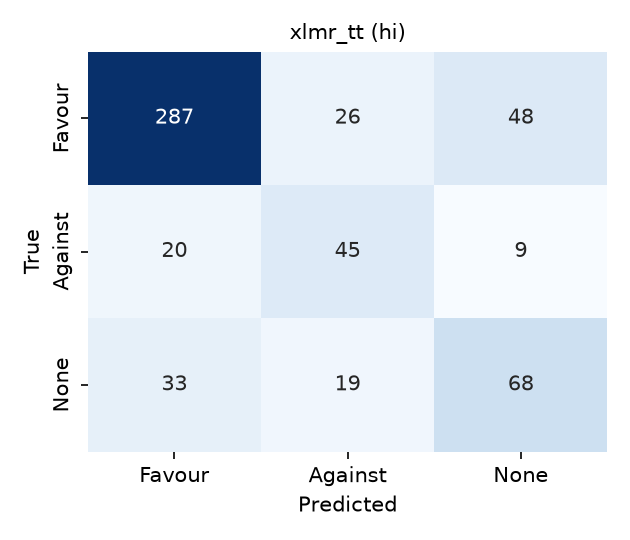 xlmr_tt (hi)
True
Favour
287
26
48
Against
20
45
9
None
33
19
68
Favour
Against
None
Predicted